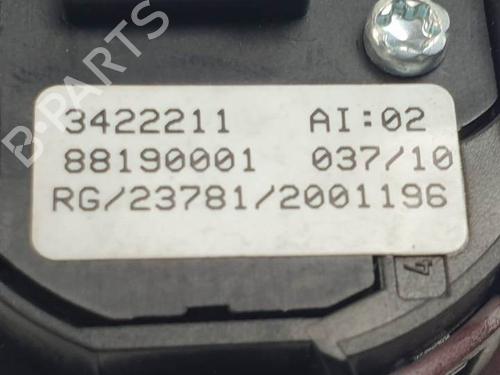 B-PARTS
3422211 AI:02
88190001 037/10
RG/23781/2001196
4